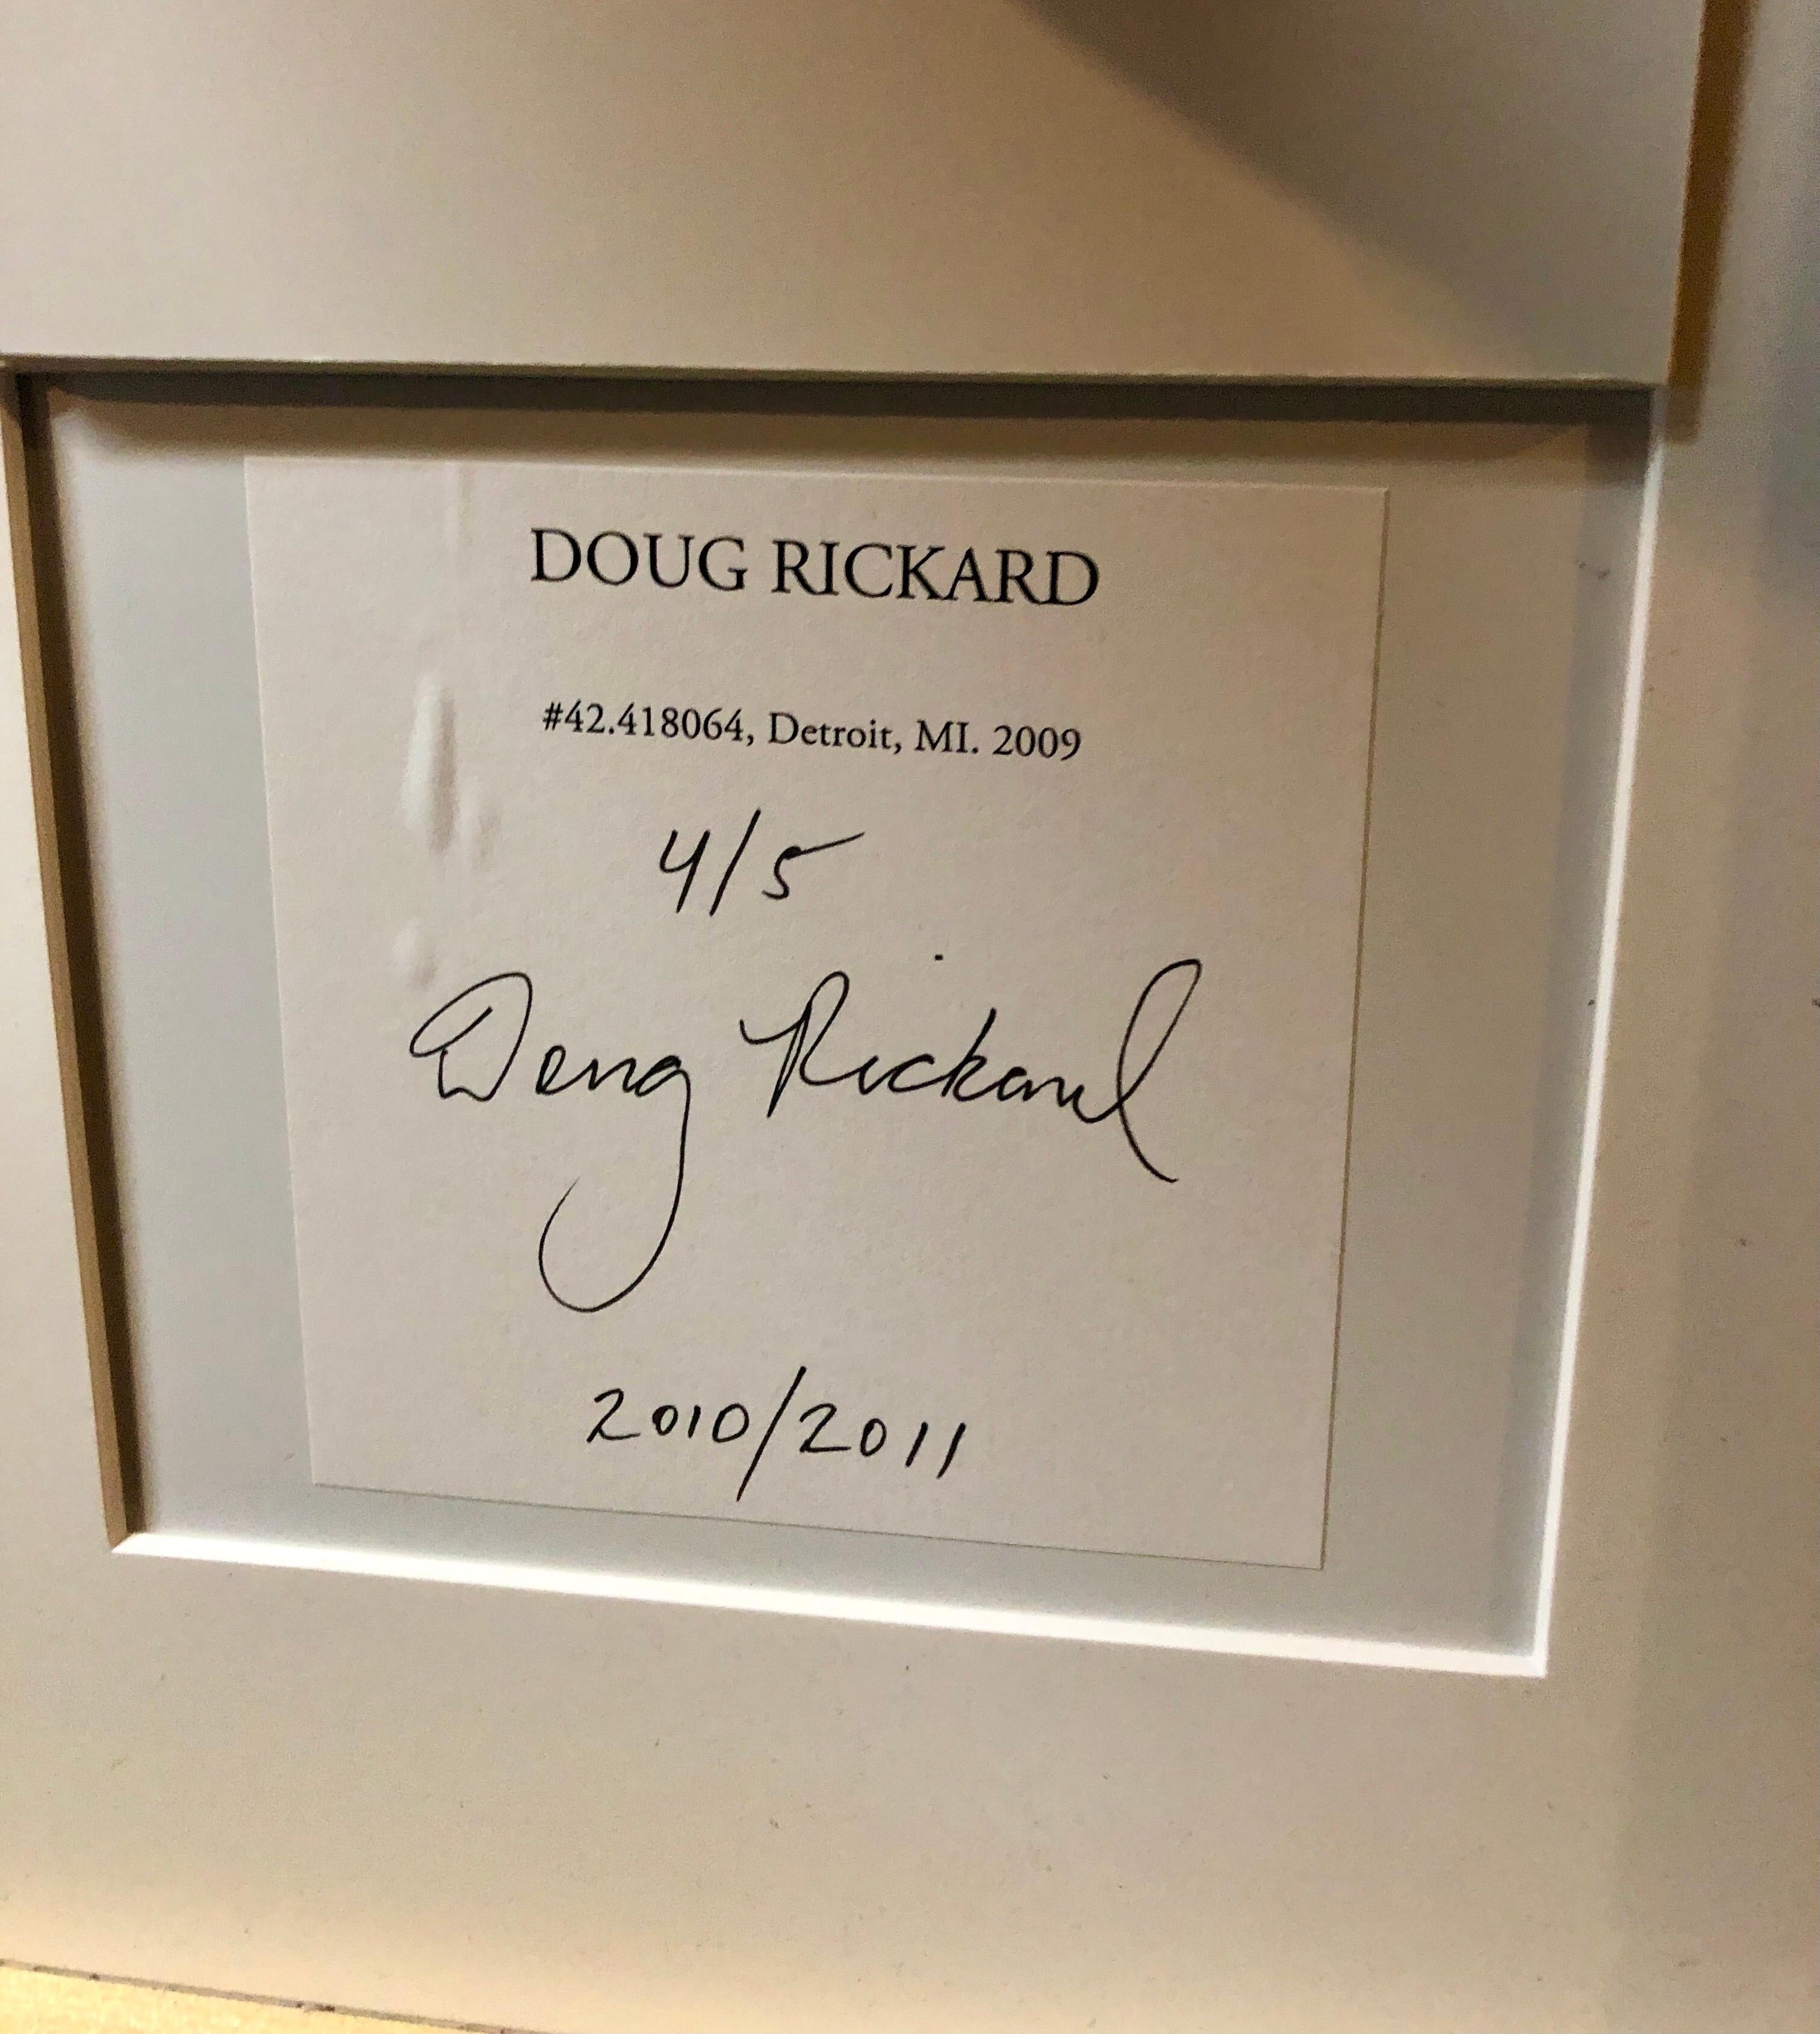 DOUG RICKARD
#42.418064, Detroit, MI. 2009
4/5
Doug Rickard
2010/2011